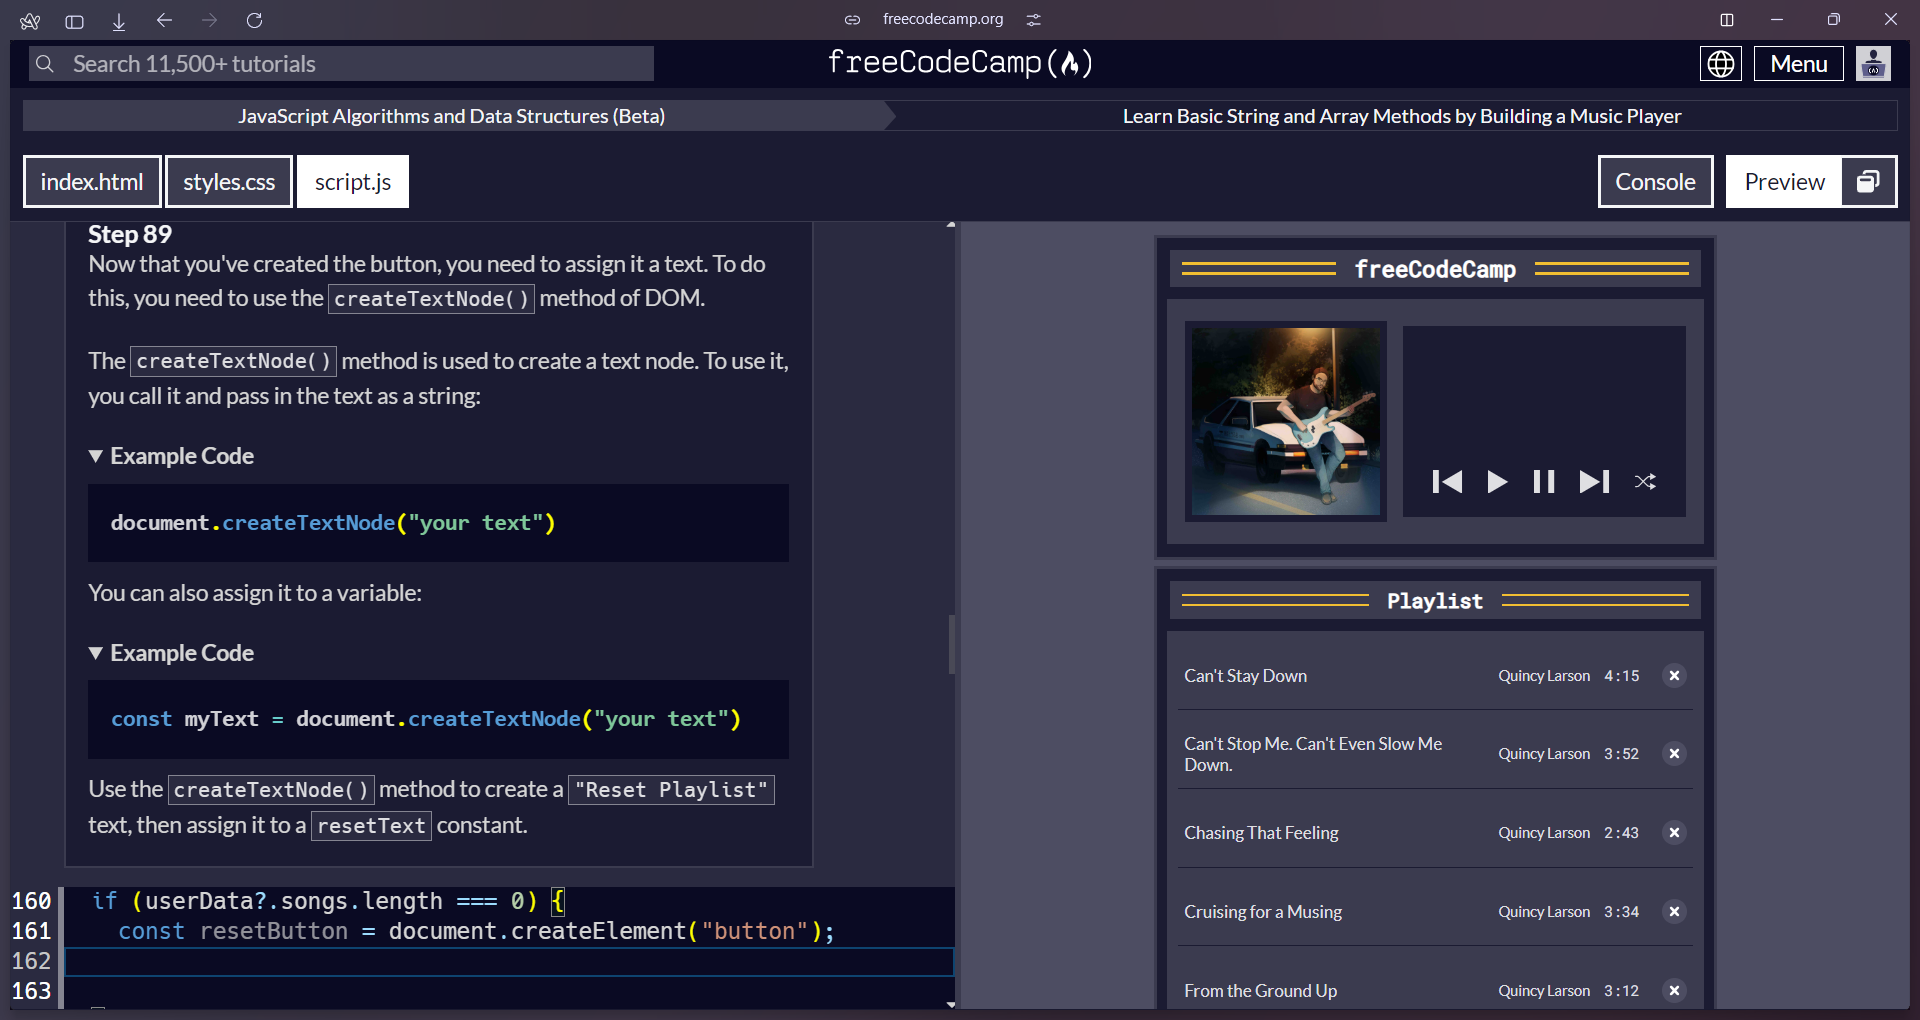 freecodecamp.org
Search 11,500+ tutorials
freeCodeCamp
Menu
JavaScript Algorithms and Data Structures (Beta)
Learn Basic String and Array Methods by Building a Music Player
index.html
styles.css
script.js
Console
Preview
Step 89
Now that you've created the button, you need to assign it a text. To do
this, you need to use the createTextNode() method of DOM.
The createTextNode() method is used to create a text node. To use it,
you call it and pass in the text as a string:
Example Code
document.createTextNode("your text")
You can also assign it to a variable:
Example Code
const myText = document.createTextNode("your text")
Use the createTextNode() method to create a "Reset Playlist"
text, then assign it to a resetText constant.
160 if (userData?.songs.length === 0) {
161 const resetButton = document.createElement("button");
162
163
freeCodeCamp
Playlist
Can't Stay Down Quincy Larson 4:15
Can't Stop Me. Can't Even Slow Me
Down. Quincy Larson 3:52
Chasing That Feeling Quincy Larson 2:43
Cruising for a Musing Quincy Larson 3:34
From the Ground Up Quincy Larson 3:12